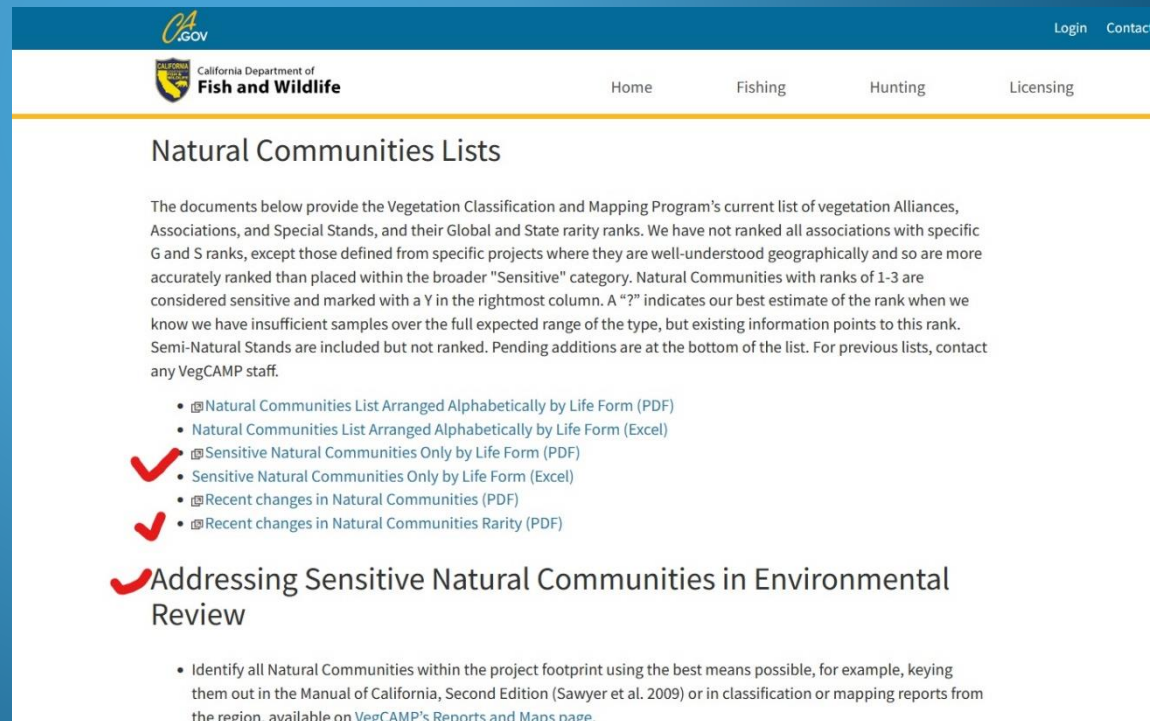 CA.GOV
Login Contact
CALIFORNIA
California Department of
Fish and Wildlife
Home Fishing Hunting Licensing
Natural Communities Lists
The documents below provide the Vegetation Classification and Mapping Program's current list of vegetation Alliances,
Associations, and Special Stands, and their Global and State rarity ranks. We have not ranked all associations with specific
G and S ranks, except those defined from specific projects where they are well-understood geographically and so are more
accurately ranked than placed within the broader "Sensitive" category. Natural Communities with ranks of 1-3 are
considered sensitive and marked with a Y in the rightmost column. A “?” indicates our best estimate of the rank when we
know we have insufficient samples over the full expected range of the type, but existing information points to this rank.
Semi-Natural Stands are included but not ranked. Pending additions are at the bottom of the list. For previous lists, contact
any VegCAMP staff.
• Natural Communities List Arranged Alphabetically by Life Form (PDF)
• Natural Communities List Arranged Alphabetically by Life Form (Excel)
• Sensitive Natural Communities Only by Life Form (PDF)
• Sensitive Natural Communities Only by Life Form (Excel)
• Recent changes in Natural Communities (PDF)
• Recent changes in Natural Communities Rarity (PDF)
Addressing Sensitive Natural Communities in Environmental
Review
• Identify all Natural Communities within the project footprint using the best means possible, for example, keying
them out in the Manual of California, Second Edition (Sawyer et al. 2009) or in classification or mapping reports from
the region, available on VegCAMP's Reports and Maps page.